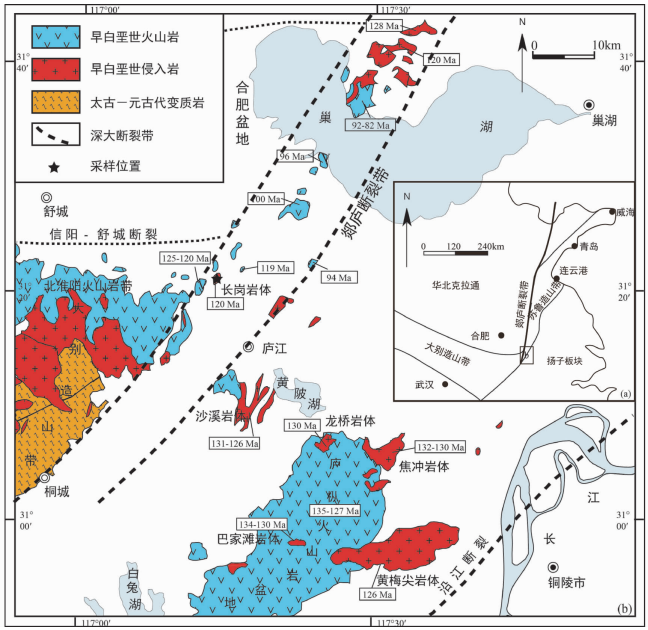 117°00′
117°30′
早白垩世火山岩
早白垩世侵入岩
太古－元古代变质岩
深大断裂带
采样位置
31°
40′
31°
40′
128 Ma
120 Ma
N
0
10km
合肥盆地
巢
湖
巢湖
92-82 Ma
96 Ma
100 Ma
郯庐断裂带
舒城
信阳-舒城断裂
125-120 Ma
119 Ma
94 Ma
120 Ma
长岗岩体
31°
20′
31°
20′
北淮阳火山岩带
大
别
造
山
带
庐江
黄
陂
湖
沙溪岩体
131-126 Ma
龙桥岩体
130 Ma
132-130 Ma
焦冲岩体
桐城
庐
枞
火
山
岩
盆
地
135-127 Ma
134-130 Ma
巴家滩岩体
黄梅尖岩体
126 Ma
31°
00′
31°
00′
白
兔
湖
沿江断裂
长
江
铜陵市
(b)
N
0
120
240km
威海
青岛
连云港
华北克拉通
郯庐断裂带
苏鲁造山带
合肥
大别造山带
扬子板块
武汉
(a)
117°00′
117°30′